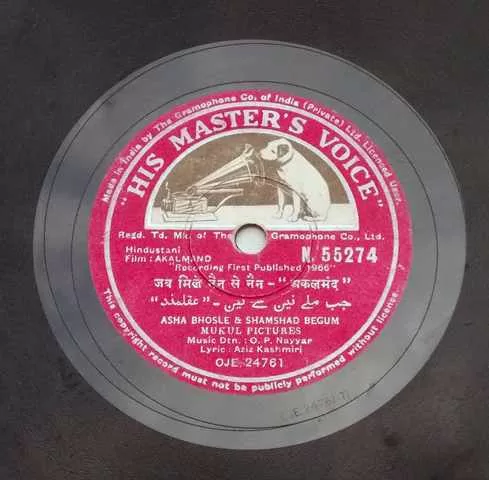 Made in India by The Gramophone Co. of India (Private) Ltd. Licensed User.
"HIS MASTER'S VOICE"
Regd. Td. Mk. of The Gramophone Co., Ltd.
Hindustani
Film : AKALMAND
N. 55274
"Recording First Published 1966"
जब मिले नैन से नैन - "अकलमंद"
جب ملے نین سے نین - "عقلمند"
ASHA BHOSLE & SHAMSHAD BEGUM
MUKUL PICTURES
Music Dtn. : O. P. Nayyar
Lyric : Aziz Kashmiri
OJE 24761
This copyright record must not be publicly performed without licence.